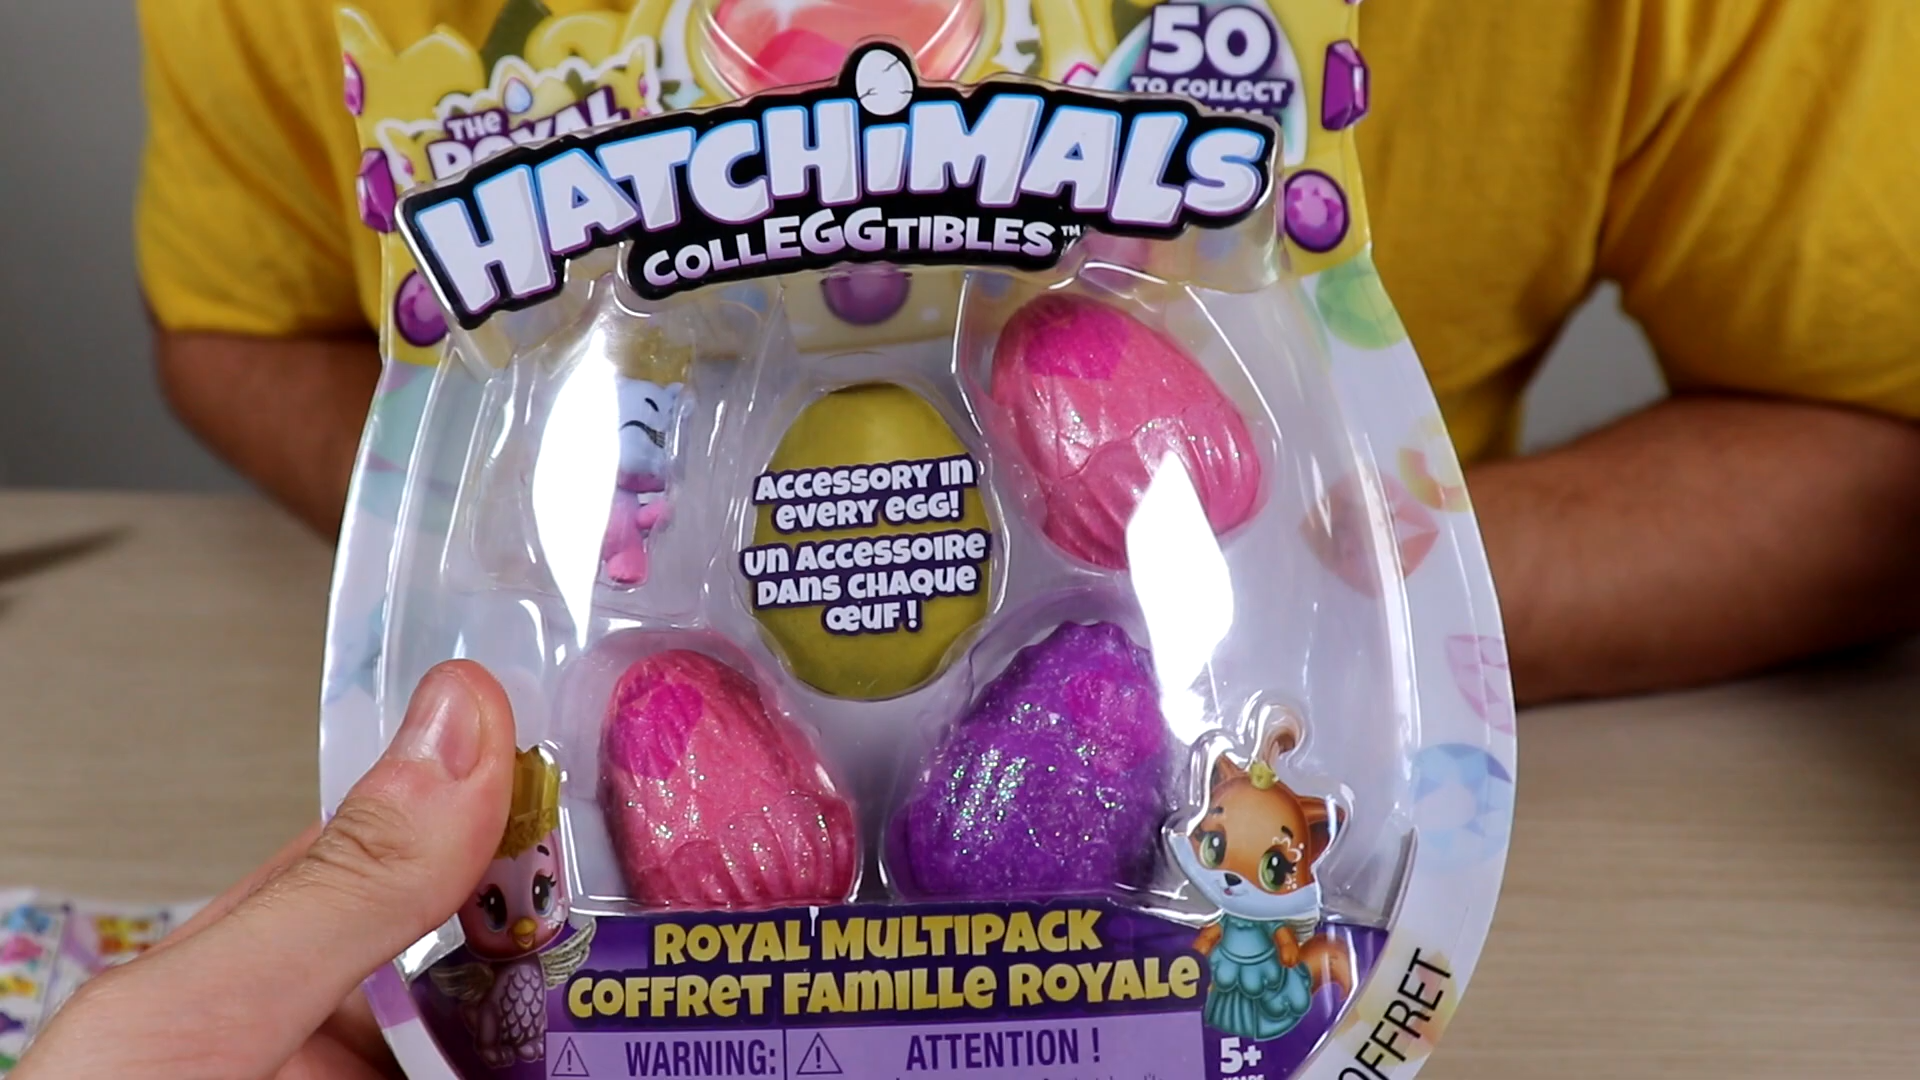 50
TO COLLECT
THE
ROYAL
HATCHiMALS
COLLEGGTIBLES™
ACCESSORY IN
EVERY EGG!
UN ACCESSOIRE
DANS CHAQUE
ŒUF !
ROYAL MULTIPACK
COFFRET FAMILLE ROYALE
WARNING:
ATTENTION !
5+